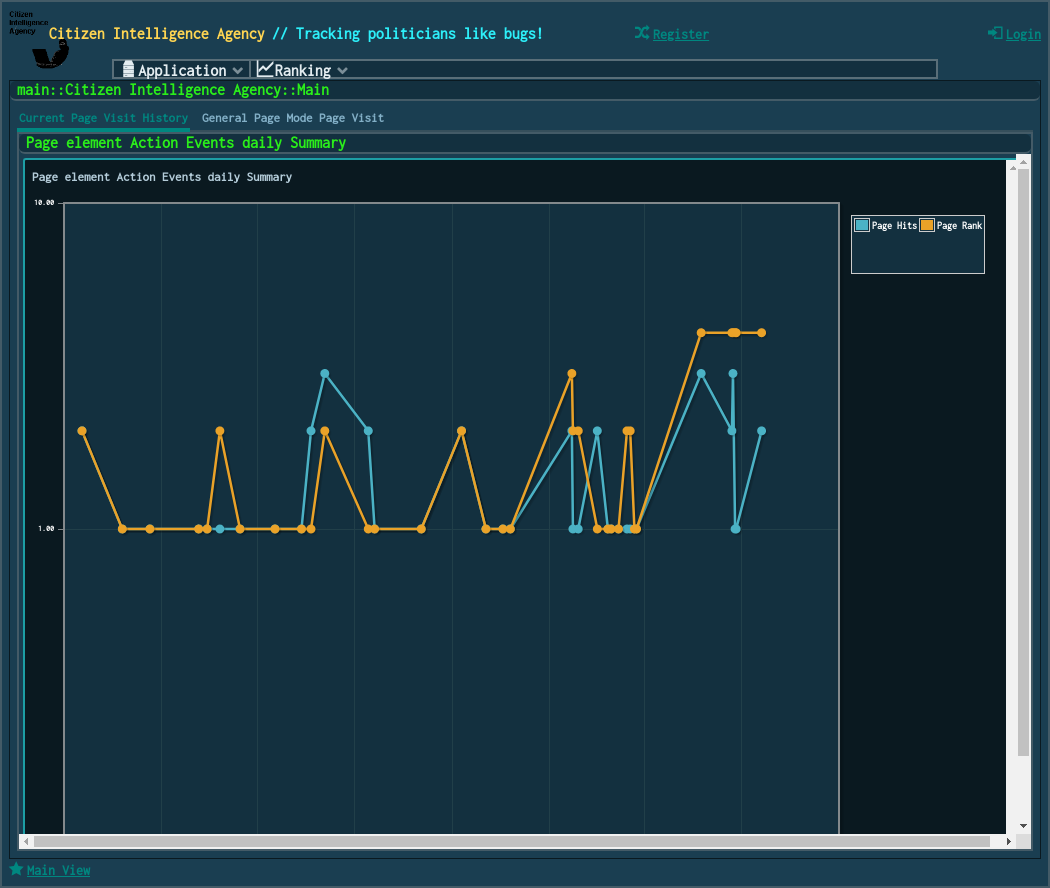 Citizen
Intelligence
Agency
Citizen Intelligence Agency // Tracking politicians like bugs!
Register
Login
Application
Ranking
main::Citizen Intelligence Agency::Main
Current Page Visit History
General Page Mode Page Visit
Page element Action Events daily Summary
Page element Action Events daily Summary
10.00
Page Hits
Page Rank
1.00
Main View